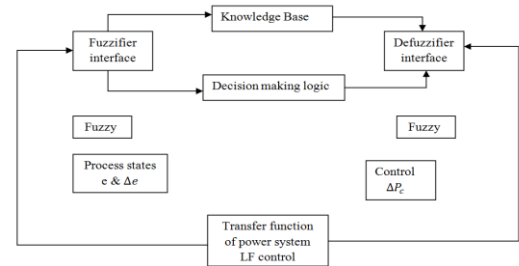 Knowledge Base
Fuzzifier
interface
Defuzzifier
interface
Decision making logic
Fuzzy
Fuzzy
Process states
e & Δe
Control
ΔP_c
Transfer function
of power system
LF control